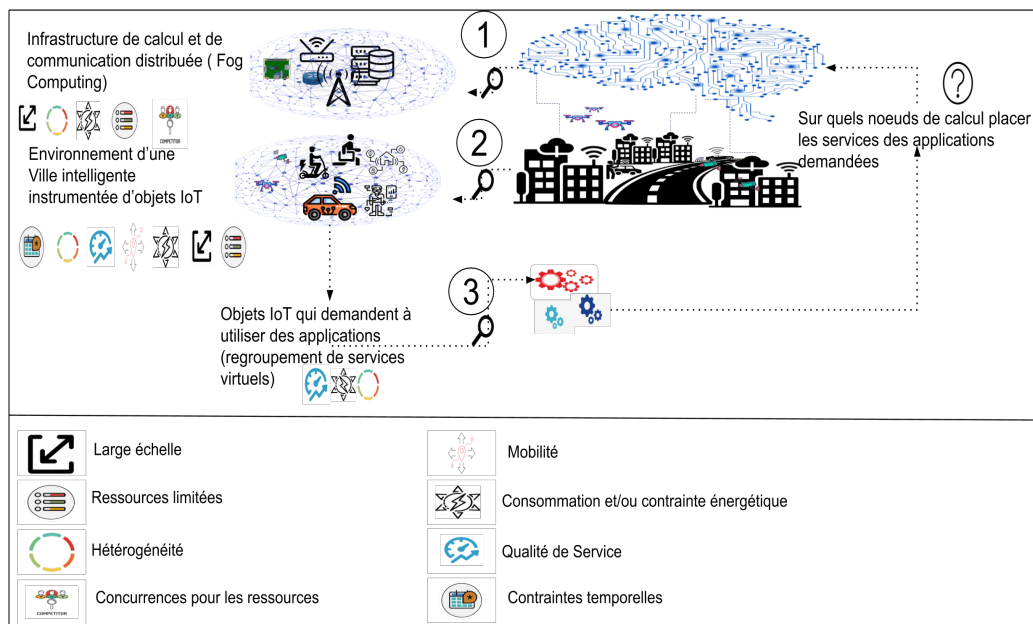 Infrastructure de calcul et de
communication distribuée ( Fog
Computing)
COMPETITOR
Environnement d'une
Ville intelligente
instrumentée d'objets IoT
1
2
3
?
Sur quels noeuds de calcul placer
les services des applications
demandées
Objets IoT qui demandent à
utiliser des applications
(regroupement de services
virtuels)
Large échelle
Ressources limitées
Hétérogénéité
COMPETITOR
Concurrences pour les ressources
Mobilité
Consommation et/ou contrainte énergétique
Qualité de Service
Contraintes temporelles